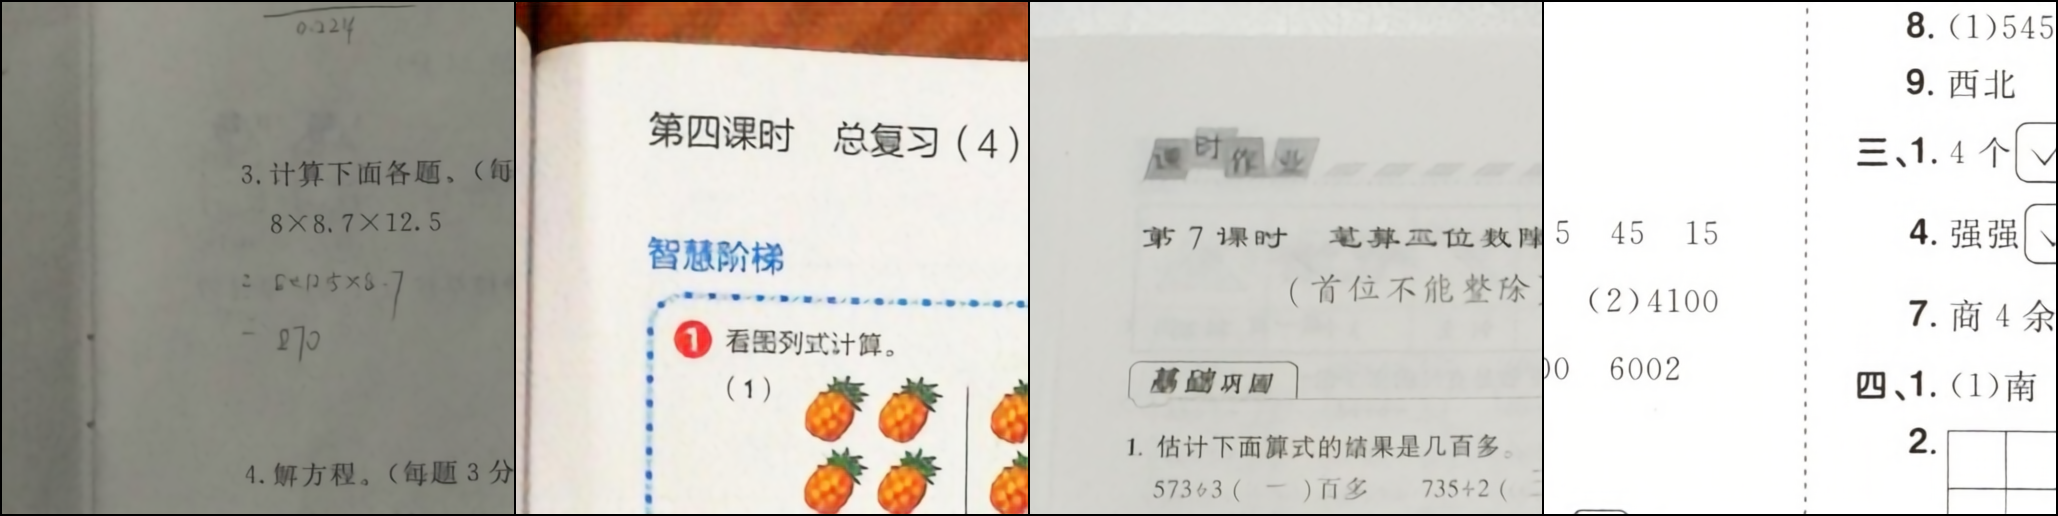 0.224
3.计算下面各题。(每
8×8.7×12.5
= 8×12.5×8.7
= 870
4.解方程。(每题3分
第四课时 总复习(4)
智慧阶梯
1 看图列式计算。
(1)
课时作业
第7课时 笔算三位数除
(首位不能整除)
基础巩固
1. 估计下面算式的结果是几百多。
573÷3( 一 )百多 735÷2(
5 45 15
(2)4100
00 6002
8.(1)545
9.西北
三、1.4个
4.强强
7.商4余
四、1.(1)南
2.